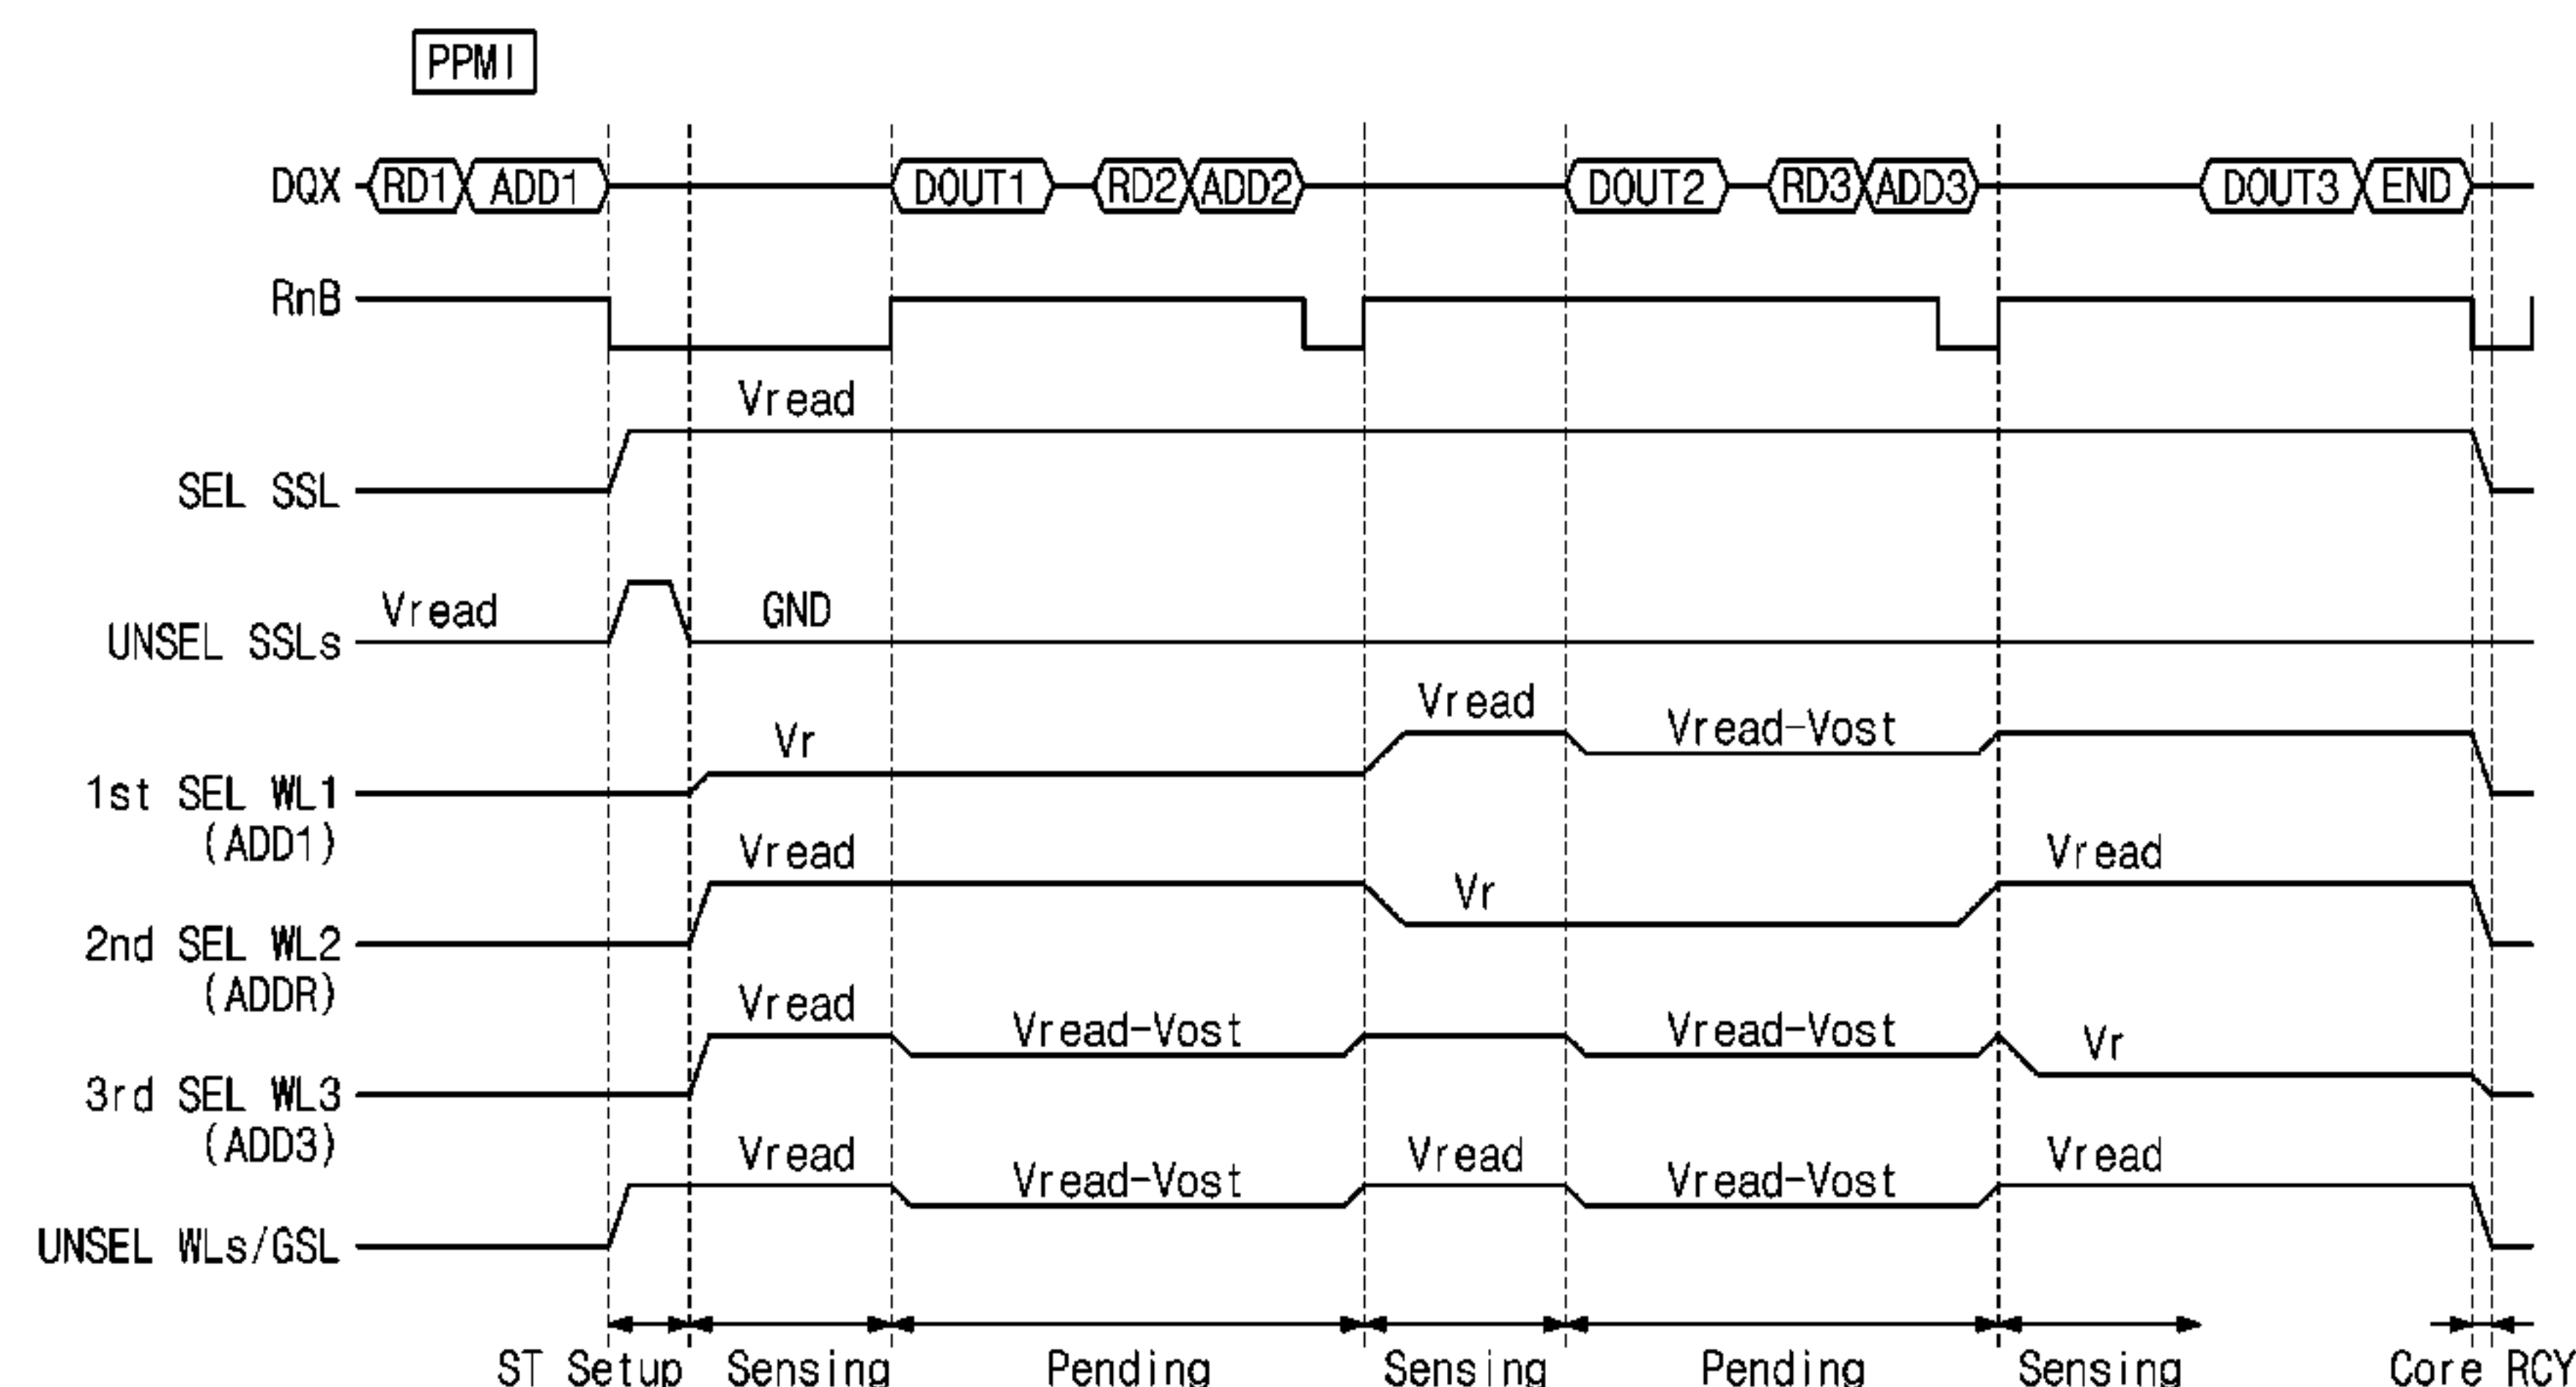 PPMI
DQX RD1 ADD1 DOUT1 RD2 ADD2 DOUT2 RD3 ADD3 DOUT3 END
RnB
Vread
SEL SSL
Vread GND
UNSEL SSLs
Vr Vread Vread-Vost
1st SEL WL1
(ADD1)
Vread Vr Vread
2nd SEL WL2
(ADDR)
Vread Vread-Vost Vread-Vost Vr
3rd SEL WL3
(ADD3)
Vread Vread-Vost Vread Vread-Vost Vread
UNSEL WLs/GSL
ST Setup Sensing Pending Sensing Pending Sensing Core RCY